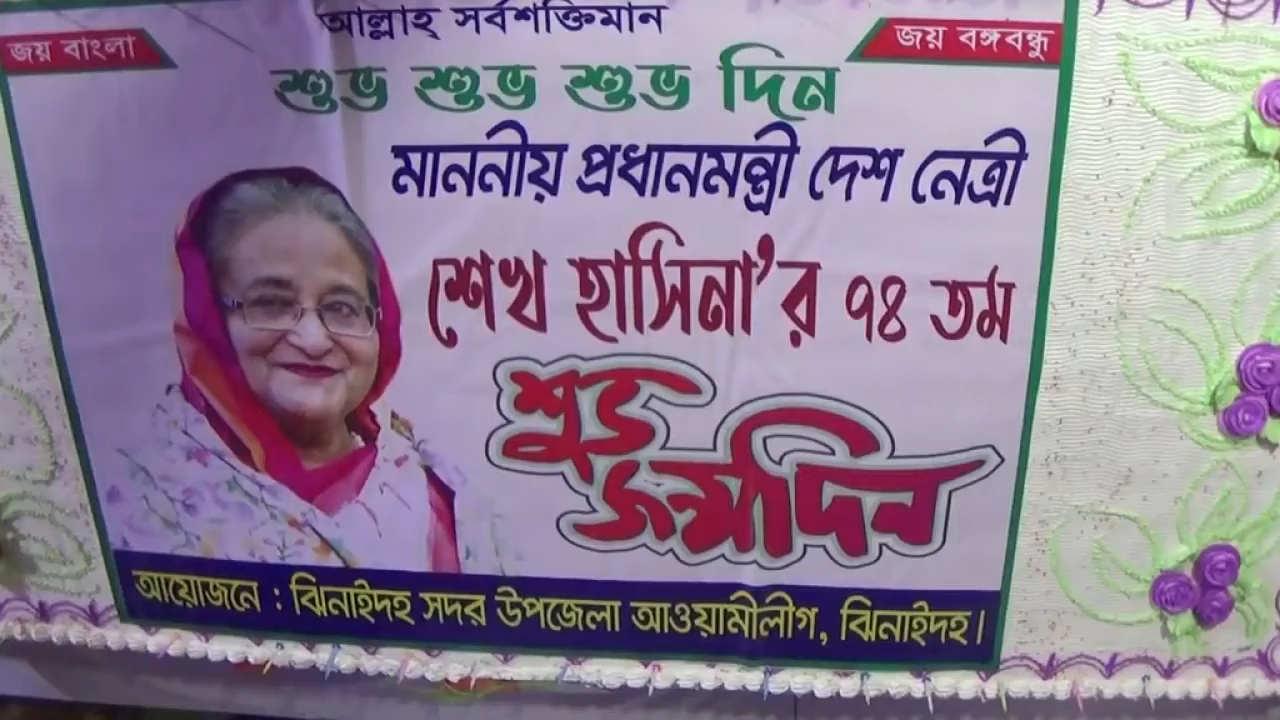 আল্লাহ সর্বশক্তিমান
জয় বাংলা
জয় বঙ্গবন্ধু
শুভ শুভ শুভ দিন
মাননীয় প্রধানমন্ত্রী দেশ নেত্রী
শেখ হাসিনা'র ৭৪ তম
শুভ
জন্মদিন
আয়োজনে : ঝিনাইদহ সদর উপজেলা আওয়ামীলীগ, ঝিনাইদহ।